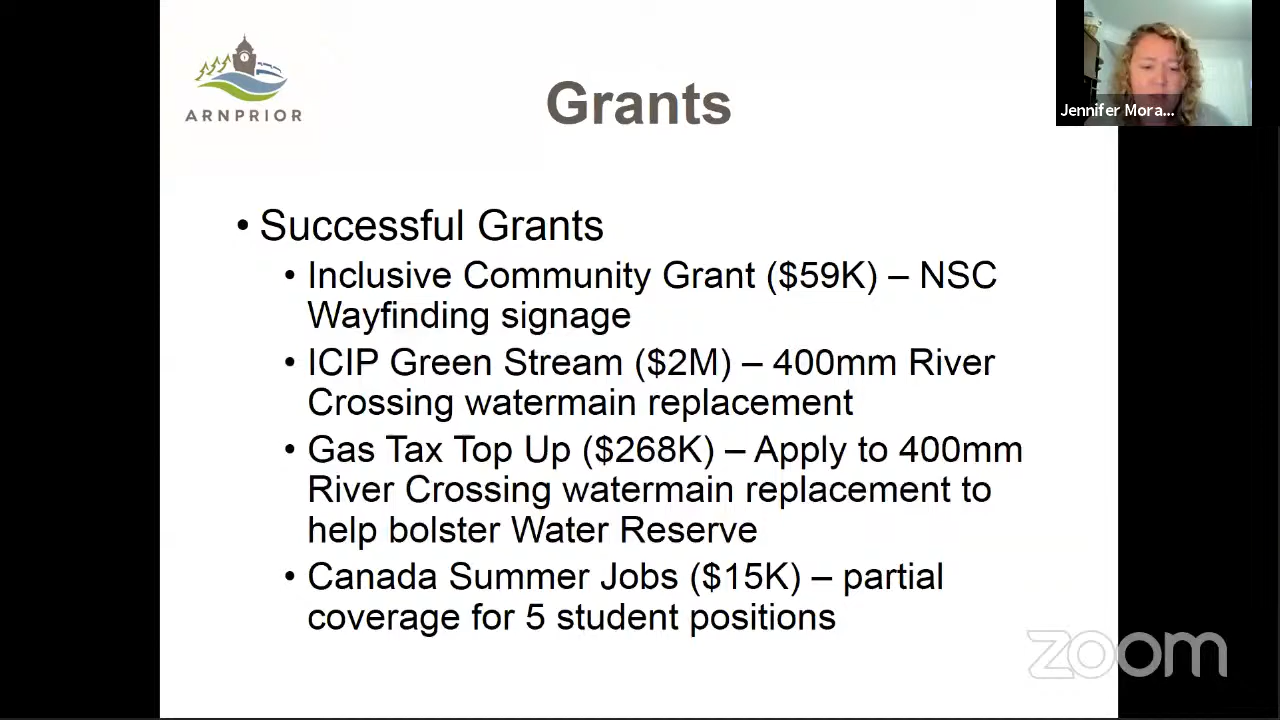 ARNPRIOR
Grants
Jennifer Mora...
• Successful Grants
• Inclusive Community Grant ($59K) – NSC
Wayfinding signage
• ICIP Green Stream ($2M) – 400mm River
Crossing watermain replacement
• Gas Tax Top Up ($268K) – Apply to 400mm
River Crossing watermain replacement to
help bolster Water Reserve
• Canada Summer Jobs ($15K) – partial
coverage for 5 student positions
zoom